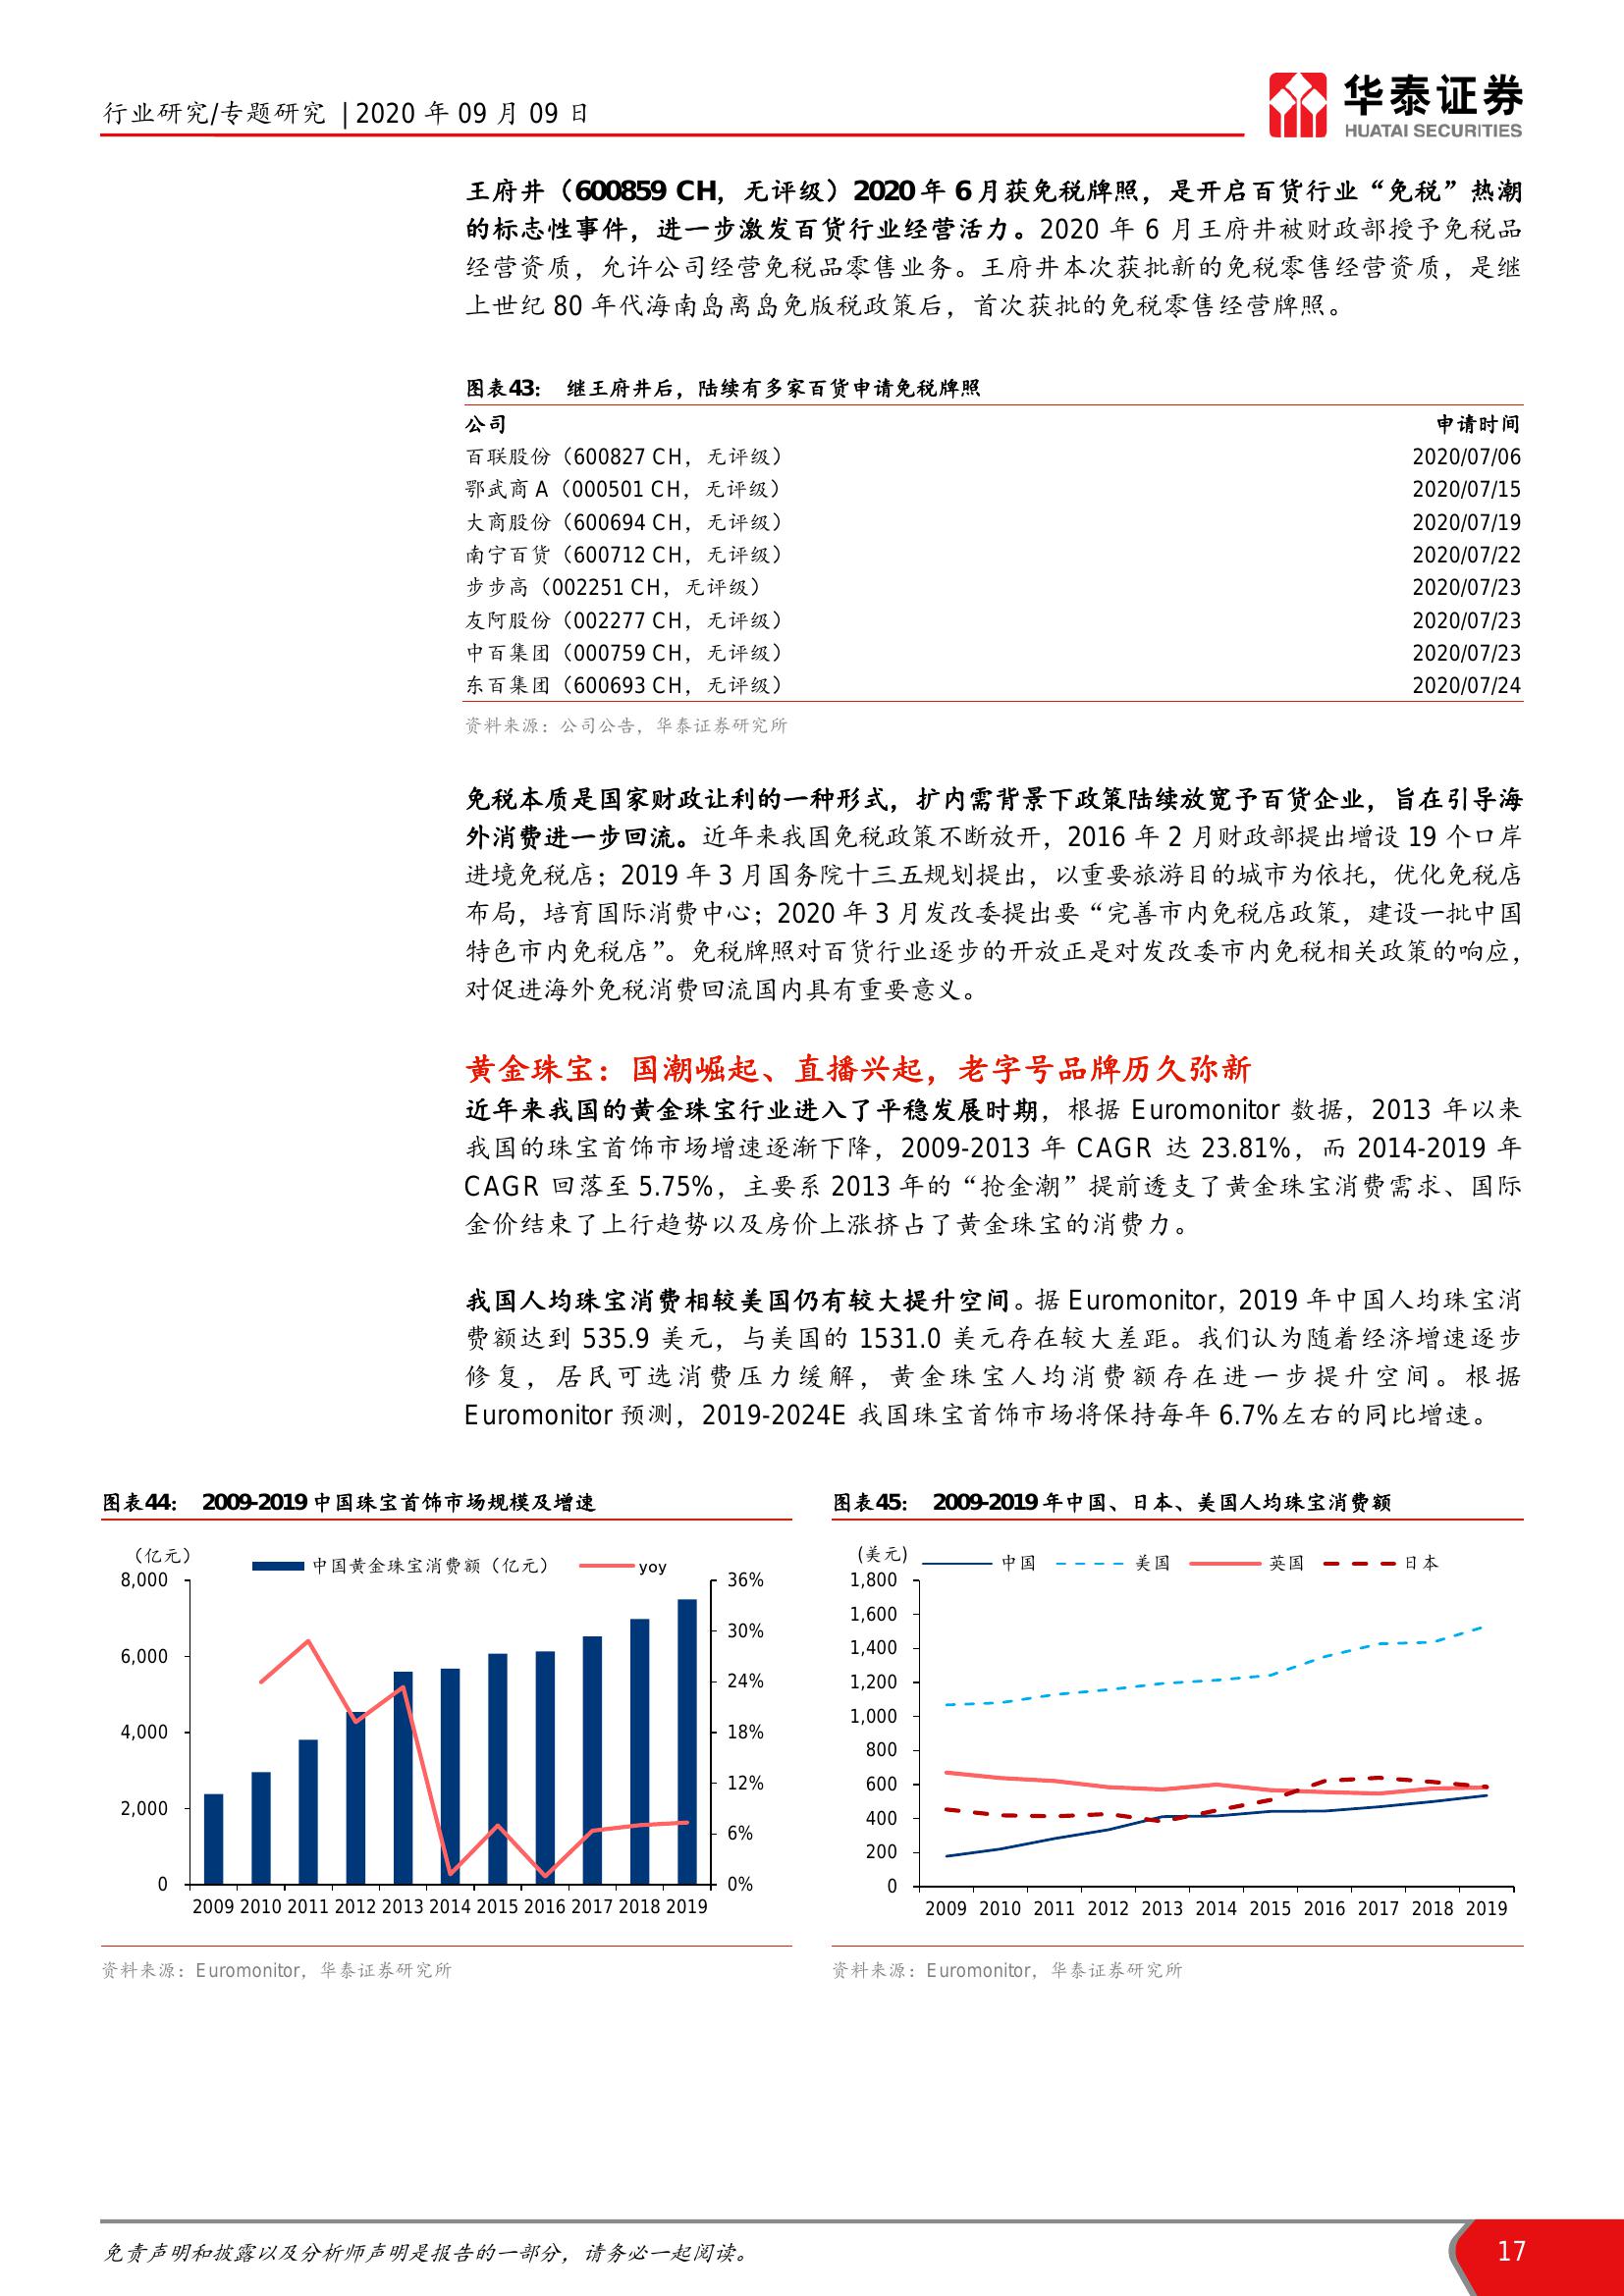 行业研究/专题研究 | 2020 年 09 月 09 日
华泰证券
HUATAI SECURITIES
王府井（600859 CH，无评级）2020 年 6 月获免税牌照，是开启百货行业“免税”热潮
的标志性事件，进一步激发百货行业经营活力。2020 年 6 月王府井被财政部授予免税品
经营资质，允许公司经营免税品零售业务。王府井本次获批新的免税零售经营资质，是继
上世纪 80 年代海南岛离岛免版税政策后，首次获批的免税零售经营牌照。
图表43： 继王府井后，陆续有多家百货申请免税牌照
公司 申请时间
百联股份（600827 CH，无评级） 2020/07/06
鄂武商 A（000501 CH，无评级） 2020/07/15
大商股份（600694 CH，无评级） 2020/07/19
南宁百货（600712 CH，无评级） 2020/07/22
步步高（002251 CH，无评级） 2020/07/23
友阿股份（002277 CH，无评级） 2020/07/23
中百集团（000759 CH，无评级） 2020/07/23
东百集团（600693 CH，无评级） 2020/07/24
资料来源：公司公告，华泰证券研究所
免税本质是国家财政让利的一种形式，扩内需背景下政策陆续放宽予百货企业，旨在引导海
外消费进一步回流。近年来我国免税政策不断放开，2016 年 2 月财政部提出增设 19 个口岸
进境免税店；2019 年 3 月国务院十三五规划提出，以重要旅游目的城市为依托，优化免税店
布局，培育国际消费中心；2020 年 3 月发改委提出要“完善市内免税店政策，建设一批中国
特色市内免税店”。免税牌照对百货行业逐步的开放正是对发改委市内免税相关政策的响应，
对促进海外免税消费回流国内具有重要意义。
黄金珠宝：国潮崛起、直播兴起，老字号品牌历久弥新
近年来我国的黄金珠宝行业进入了平稳发展时期，根据 Euromonitor 数据，2013 年以来
我国的珠宝首饰市场增速逐渐下降，2009-2013 年 CAGR 达 23.81%，而 2014-2019 年
CAGR 回落至 5.75%，主要系 2013 年的“抢金潮”提前透支了黄金珠宝消费需求、国际
金价结束了上行趋势以及房价上涨挤占了黄金珠宝的消费力。
我国人均珠宝消费相较美国仍有较大提升空间。据 Euromonitor，2019 年中国人均珠宝消
费额达到 535.9 美元，与美国的 1531.0 美元存在较大差距。我们认为随着经济增速逐步
修复，居民可选消费压力缓解，黄金珠宝人均消费额存在进一步提升空间。根据
Euromonitor 预测，2019-2024E 我国珠宝首饰市场将保持每年 6.7%左右的同比增速。
图表44： 2009-2019 中国珠宝首饰市场规模及增速
（亿元）
中国黄金珠宝消费额（亿元） yoy
8,000 36%
30%
6,000
24%
4,000 18%
12%
2,000
6%
0 0%
2009 2010 2011 2012 2013 2014 2015 2016 2017 2018 2019
资料来源：Euromonitor，华泰证券研究所
图表45： 2009-2019 年中国、日本、美国人均珠宝消费额
(美元) 中国 美国 英国 日本
1,800
1,600
1,400
1,200
1,000
800
600
400
200
0
2009 2010 2011 2012 2013 2014 2015 2016 2017 2018 2019
资料来源：Euromonitor，华泰证券研究所
免责声明和披露以及分析师声明是报告的一部分，请务必一起阅读。
17